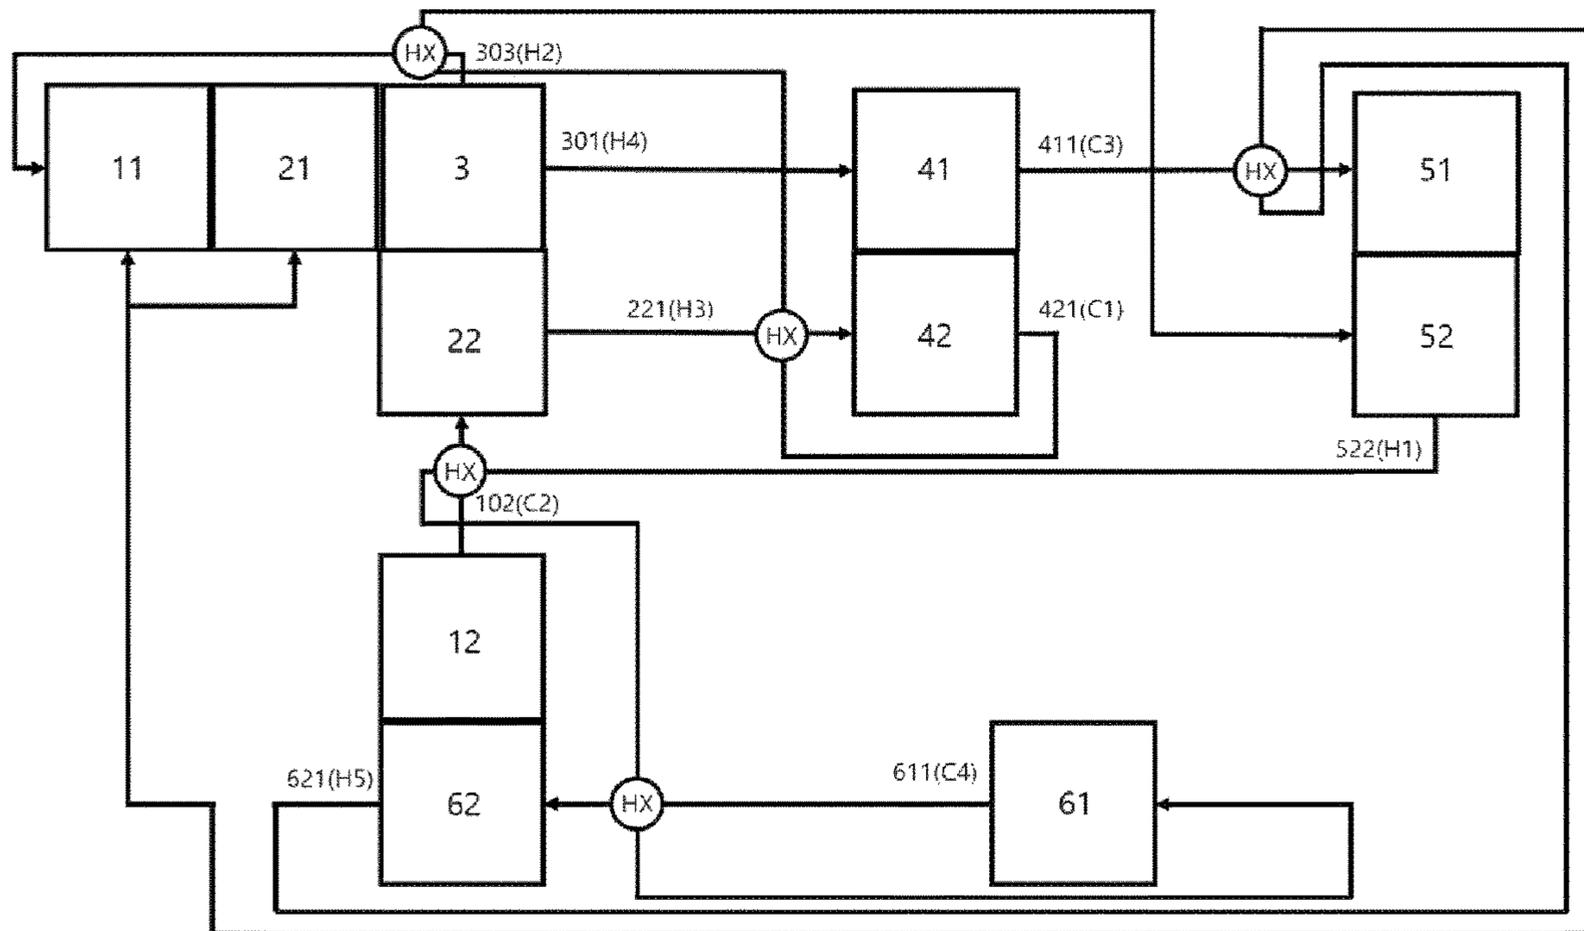 HX
303(H2)
11
21
3
301(H4)
41
411(C3)
HX
51
22
221(H3)
HX
42
421(C1)
52
HX
522(H1)
102(C2)
12
621(H5)
62
HX
611(C4)
61